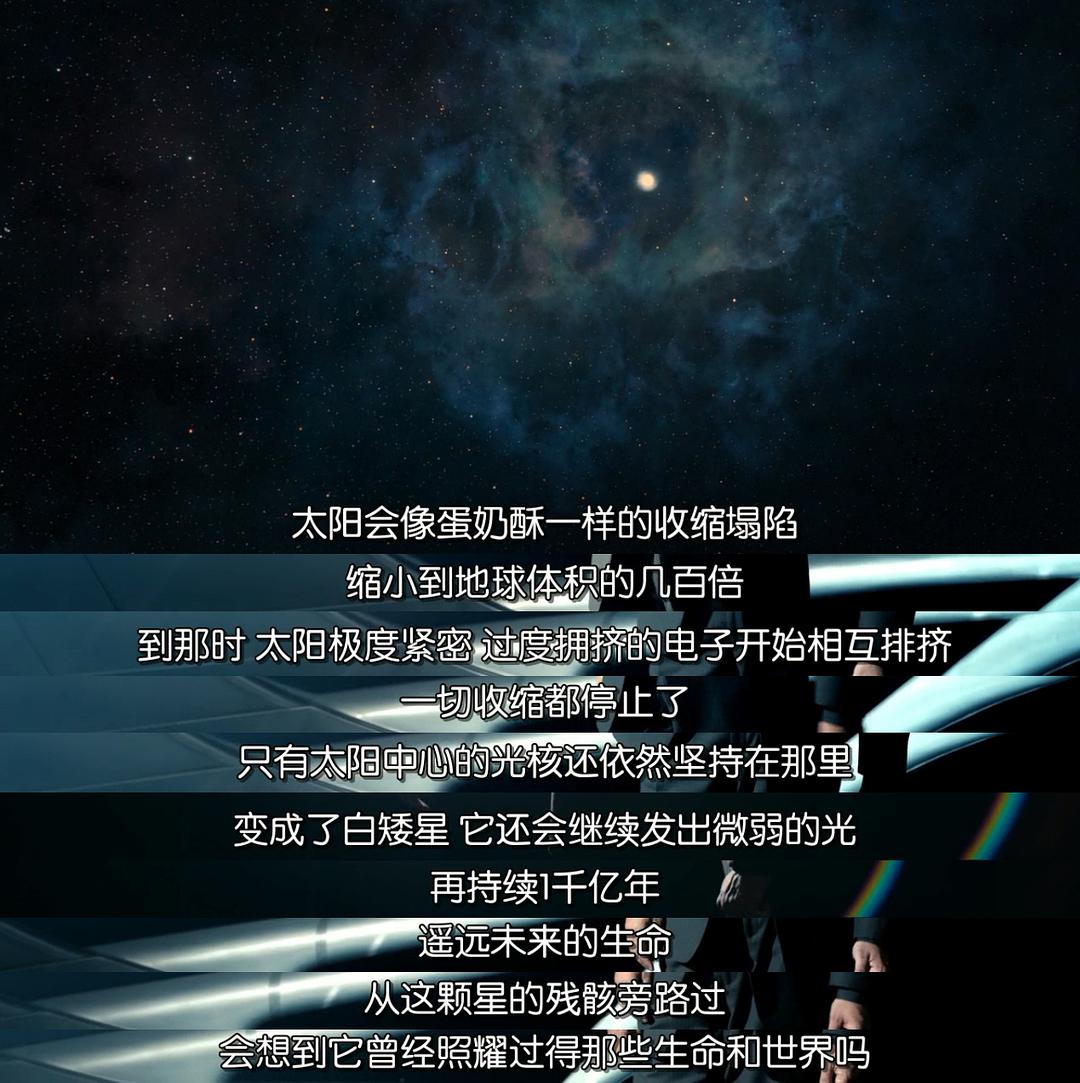 太阳会像蛋奶酥一样的收缩塌陷
缩小到地球体积的几百倍
到那时 太阳极度紧密 过度拥挤的电子开始相互排挤
一切收缩都停止了
只有太阳中心的光核还依然坚持在那里
变成了白矮星 它还会继续发出微弱的光
再持续1千亿年
遥远未来的生命
从这颗星的残骸旁路过
会想到它曾经照耀过得那些生命和世界吗